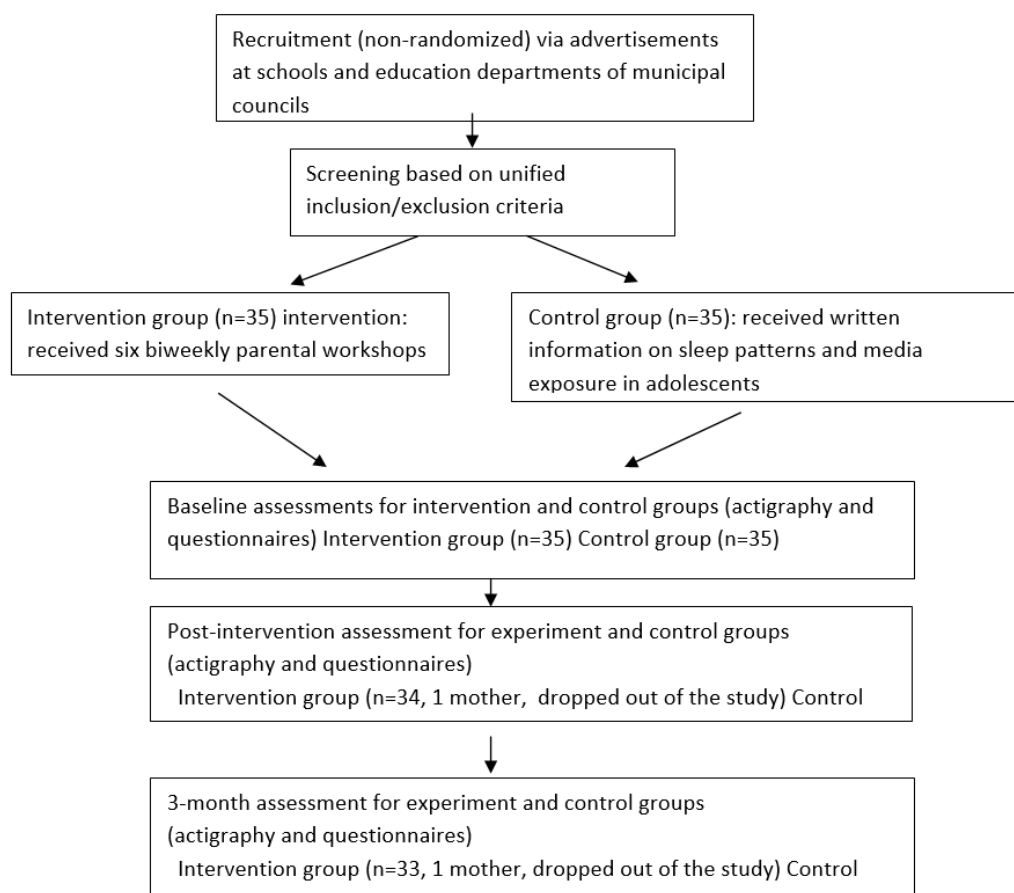 Recruitment (non-randomized) via advertisements
at schools and education departments of municipal
councils
Screening based on unified
inclusion/exclusion criteria
Intervention group (n=35) intervention:
received six biweekly parental workshops
Control group (n=35): received written
information on sleep patterns and media
exposure in adolescents
Baseline assessments for intervention and control groups (actigraphy and
questionnaires) Intervention group (n=35) Control group (n=35)
Post-intervention assessment for experiment and control groups
(actigraphy and questionnaires)
Intervention group (n=34, 1 mother,  dropped out of the study) Control
3-month assessment for experiment and control groups
(actigraphy and questionnaires)
Intervention group (n=33, 1 mother, dropped out of the study) Control